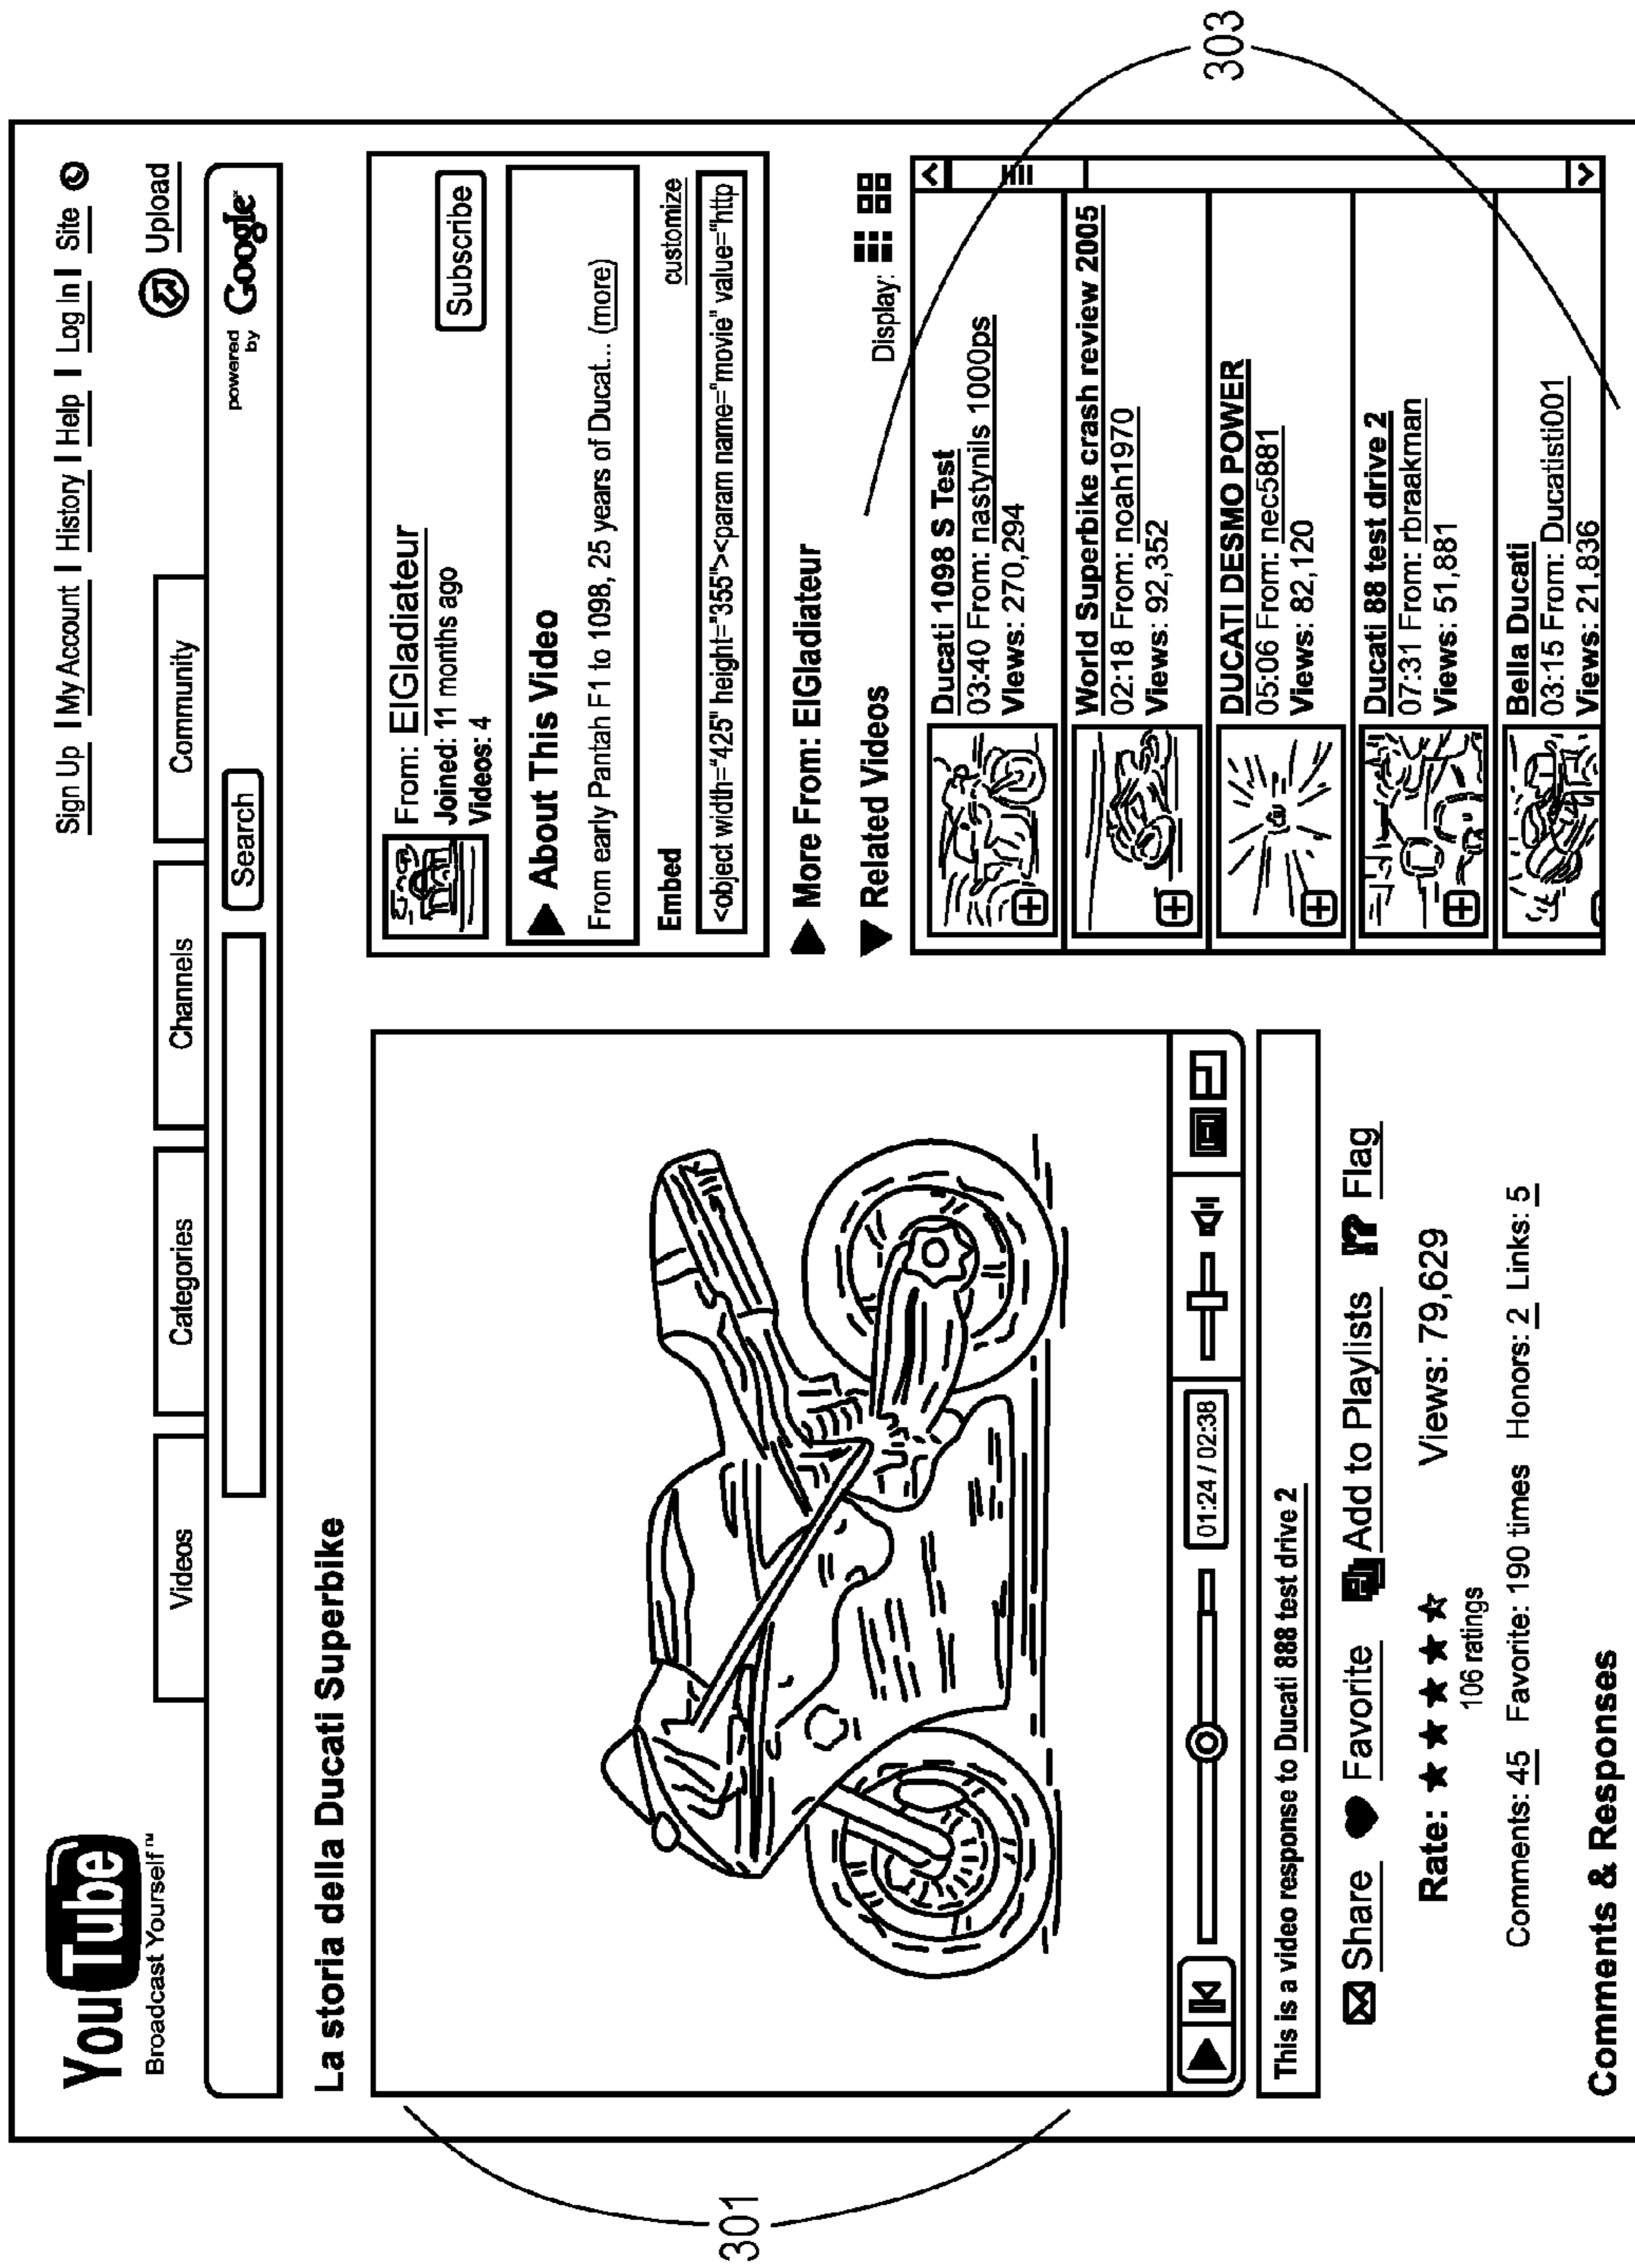 Sign Up | My Account | History | Help | Log In | Site
YouTube
Broadcast Yourself™
Upload
Videos
Categories
Channels
Community
Search
powered by Google™
La storia della Ducati Superbike
01:24 / 02:38
This is a video response to Ducati 888 test drive 2
Share
Favorite
Add to Playlists
Flag
Rate:
106 ratings
Views: 79,629
Comments: 45 Favorite: 190 times Honors: 2 Links: 5
Comments & Responses
From: ElGladiateur
Joined: 11 months ago
Videos: 4
Subscribe
About This Video
From early Pantah F1 to 1098, 25 years of Ducat... (more)
Embed
customize
<object width="425" height="355"><param name="movie" value="http
More From: ElGladiateur
Related Videos
Display:
Ducati 1098 S Test
03:40 From: nastynils 1000ps
Views: 270,294
World Superbike crash review 2005
02:18 From: noah1970
Views: 92,352
DUCATI DESMO POWER
05:06 From: nec5881
Views: 82,120
Ducati 88 test drive 2
07:31 From: rbraakman
Views: 51,881
Bella Ducati
03:15 From: Ducatisti001
Views: 21,836
301
303